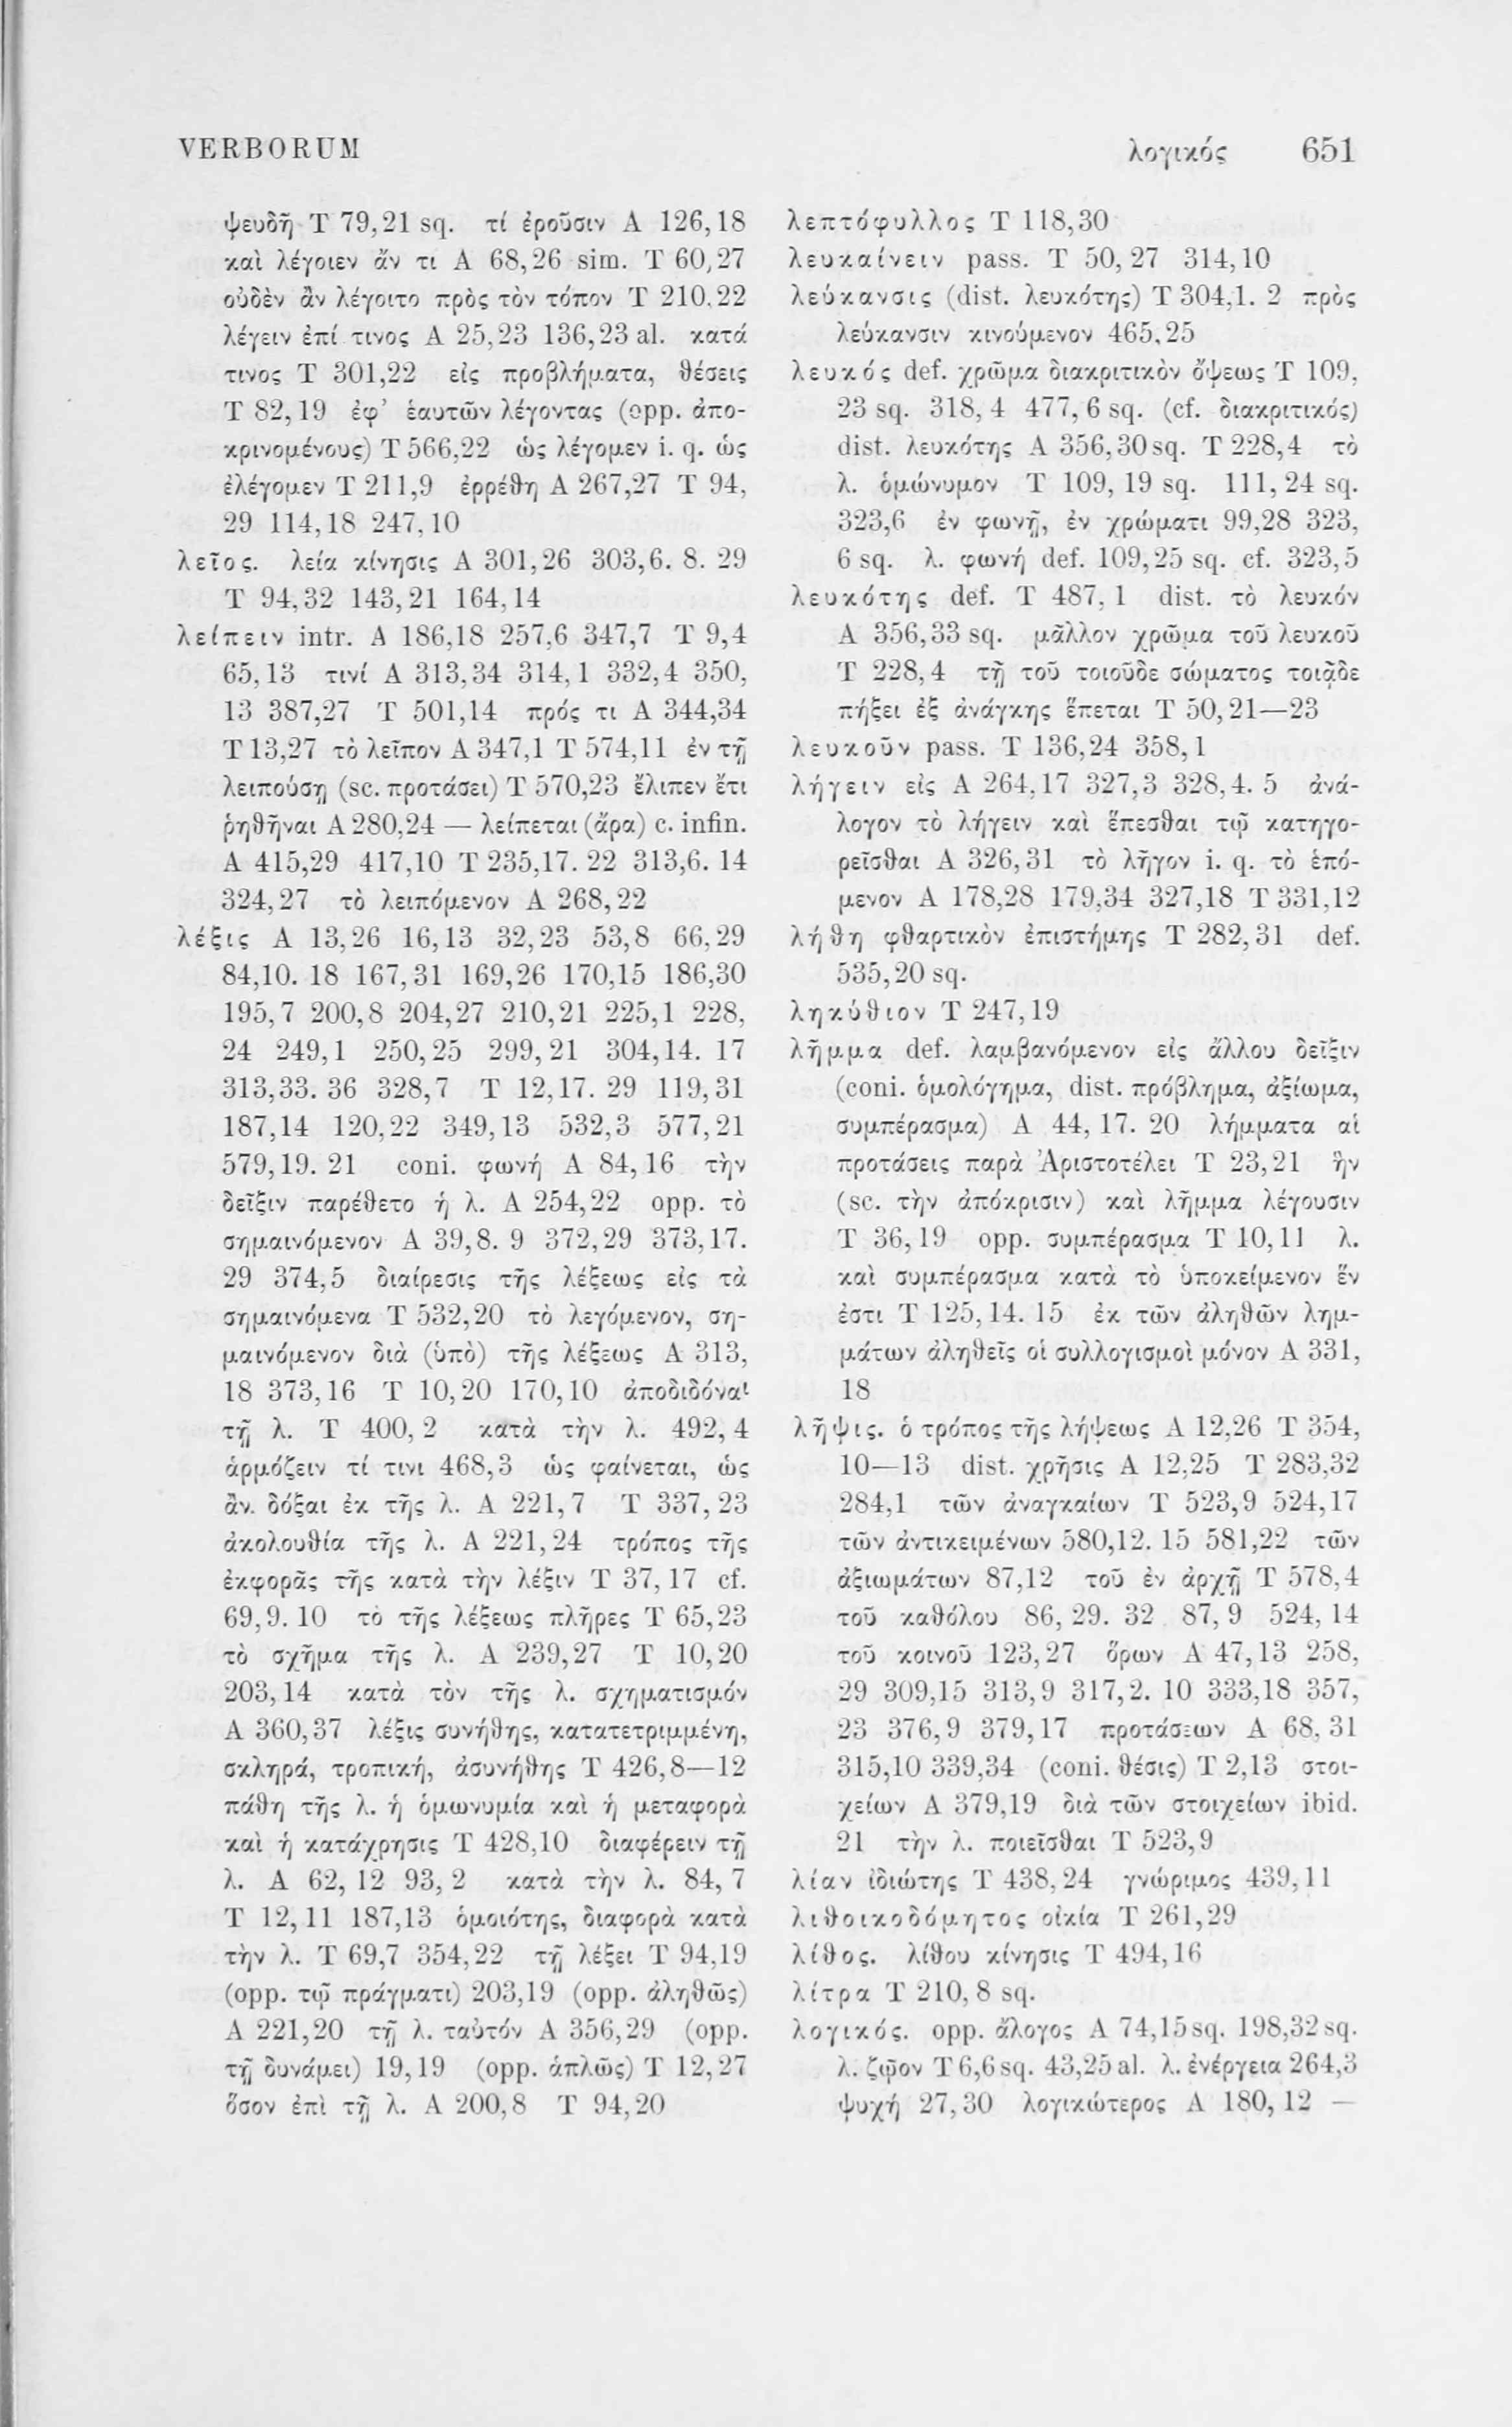 VERBORUM
λογικός 651
ψευδῆ T 79,21 sq. τί ἐροῦσιν A 126,18
καὶ λέγοιεν ἄν τι A 68,26 sim. T 60,27
οὐδὲν ἂν λέγοιτο πρὸς τὸν τόπον T 210,22
λέγειν ἐπί τινος A 25,23 136,23 al. κατά
τινος T 301,22 εἰς προβλήματα, θέσεις
T 82,19 ἐφ’ ἑαυτῶν λέγοντας (opp. ἀπο-
κρινομένους) T 566,22 ὡς λέγομεν i. q. ὡς
ἐλέγομεν T 211,9 ἐρρέθη A 267,27 T 94,
29 114,18 247,10
λεῖος. λεία κίνησις A 301,26 303,6. 8. 29
T 94,32 143,21 164,14
λείπειν intr. A 186,18 257,6 347,7 T 9,4
65,13 τινί A 313,34 314,1 332,4 350,
13 387,27 T 501,14 πρός τι A 344,34
T 13,27 τὸ λεῖπον A 347,1 T 574,11 ἐν τῇ
λειπούσῃ (sc. προτάσει) T 570,23 ἔλιπεν ἔτι
ῥηθῆναι A 280,24 — λείπεται (ἄρα) c. infin.
A 415,29 417,10 T 235,17. 22 313,6. 14
324,27 τὸ λειπόμενον A 268,22
λέξις A 13,26 16,13 32,23 53,8 66,29
84,10. 18 167,31 169,26 170,15 186,30
195,7 200,8 204,27 210,21 225,1 228,
24 249,1 250,25 299,21 304,14. 17
313,33. 36 328,7 T 12,17. 29 119,31
187,14 120,22 349,13 532,3 577,21
579,19. 21 coni. φωνή A 84,16 τὴν
δεῖξιν παρέθετο ἡ λ. A 254,22 opp. τὸ
σημαινόμενον A 39,8. 9 372,29 373,17.
29 374,5 διαίρεσις τῆς λέξεως εἰς τὰ
σημαινόμενα T 532,20 τὸ λεγόμενον, ση-
μαινόμενον διὰ (ὑπὸ) τῆς λέξεως A 313,
18 373,16 T 10,20 170,10 ἀποδιδόναι
τῇ λ. T 400,2 κατὰ τὴν λ. 492,4
ἁρμόζειν τί τινι 468,3 ὡς φαίνεται, ὡς
ἂν δόξαι ἐκ τῆς λ. A 221,7 T 337,23
ἀκολουθία τῆς λ. A 221,24 τρόπος τῆς
ἐκφορᾶς τῆς κατὰ τὴν λέξιν T 37,17 cf.
69,9. 10 τὸ τῆς λέξεως πλῆρες T 65,23
τὸ σχῆμα τῆς λ. A 239,27 T 10,20
203,14 κατὰ τὸν τῆς λ. σχηματισμόν
A 360,37 λέξις συνήθης, κατατετριμμένη,
σκληρά, τροπική, ἀσυνήθης T 426,8—12
πάθη τῆς λ. ἡ ὁμωνυμία καὶ ἡ μεταφορὰ
καὶ ἡ κατάχρησις T 428,10 διαφέρειν τῇ
λ. A 62,12 93,2 κατὰ τὴν λ. 84,7
T 12,11 187,13 ὁμοιότης, διαφορὰ κατὰ
τὴν λ. T 69,7 354,22 τῇ λέξει T 94,19
(opp. τῷ πράγματι) 203,19 (opp. ἀληθῶς)
A 221,20 τῇ λ. ταὐτόν A 356,29 (opp.
τῇ δυνάμει) 19,19 (opp. ἁπλῶς) T 12,27
ὅσον ἐπὶ τῇ λ. A 200,8 T 94,20
λεπτόφυλλος T 118,30
λευκαίνειν pass. T 50,27 314,10
λεύκανσις (dist. λευκότης) T 304,1. 2 πρὸς
λεύκανσιν κινούμενον 465,25
λευκός def. χρῶμα διακριτικὸν ὄψεως T 109,
23 sq. 318,4 477,6 sq. (cf. διακριτικός)
dist. λευκότης A 356,30 sq. T 228,4 τὸ
λ. ὁμώνυμον T 109,19 sq. 111,24 sq.
323,6 ἐν φωνῇ, ἐν χρώματι 99,28 323,
6 sq. λ. φωνή def. 109,25 sq. cf. 323,5
λευκότης def. T 487,1 dist. τὸ λευκόν
A 356,33 sq. μᾶλλον χρῶμα τοῦ λευκοῦ
T 228,4 τῇ τοῦ τοιοῦδε σώματος τοιᾷδε
πήξει ἐξ ἀνάγκης ἕπεται T 50,21—23
λευκοῦν pass. T 136,24 358,1
λήγειν εἰς A 264,17 327,3 328,4. 5 ἀνά-
λογον τὸ λήγειν καὶ ἕπεσθαι τῷ κατηγο-
ρεῖσθαι A 326,31 τὸ λῆγον i. q. τὸ ἑπό-
μενον A 178,28 179,34 327,18 T 331,12
λήθη φθαρτικὸν ἐπιστήμης T 282,31 def.
535,20 sq.
ληκύθιον T 247,19
λῆμμα def. λαμβανόμενον εἰς ἄλλου δεῖξιν
(coni. ὁμολόγημα, dist. πρόβλημα, ἀξίωμα,
συμπέρασμα) A 44,17. 20 λήμματα αἱ
προτάσεις παρὰ Ἀριστοτέλει T 23,21 ἣν
(sc. τὴν ἀπόκρισιν) καὶ λῆμμα λέγουσιν
T 36,19 opp. συμπέρασμα T 10,11 λ.
καὶ συμπέρασμα κατὰ τὸ ὑποκείμενον ἕν
ἐστι T 125,14. 15 ἐκ τῶν ἀληθῶν λημ-
μάτων ἀληθεῖς οἱ συλλογισμοὶ μόνον A 331,
18
λῆψις. ὁ τρόπος τῆς λήψεως A 12,26 T 354,
10—13 dist. χρῆσις A 12,25 T 283,32
284,1 τῶν ἀναγκαίων T 523,9 524,17
τῶν ἀντικειμένων 580,12. 15 581,22 τῶν
ἀξιωμάτων 87,12 τοῦ ἐν ἀρχῇ T 578,4
τοῦ καθόλου 86,29. 32 87,9 524,14
τοῦ κοινοῦ 123,27 ὅρων A 47,13 258,
29 309,15 313,9 317,2. 10 333,18 357,
23 376,9 379,17 προτάσεων A 68,31
315,10 339,34 (coni. θέσις) T 2,13 στοι-
χείων A 379,19 διὰ τῶν στοιχείων ibid.
21 τὴν λ. ποιεῖσθαι T 523,9
λίαν ἰδιώτης T 438,24 γνώριμος 439,11
λιθοικοδόμητος οἰκία T 261,29
λίθος. λίθου κίνησις T 494,16
λίτρα T 210,8 sq.
λογικός. opp. ἄλογος A 74,15 sq. 198,32 sq.
λ. ζῷον T 6,6 sq. 43,25 al. λ. ἐνέργεια 264,3
ψυχή 27,30 λογικώτερος A 180,12 —